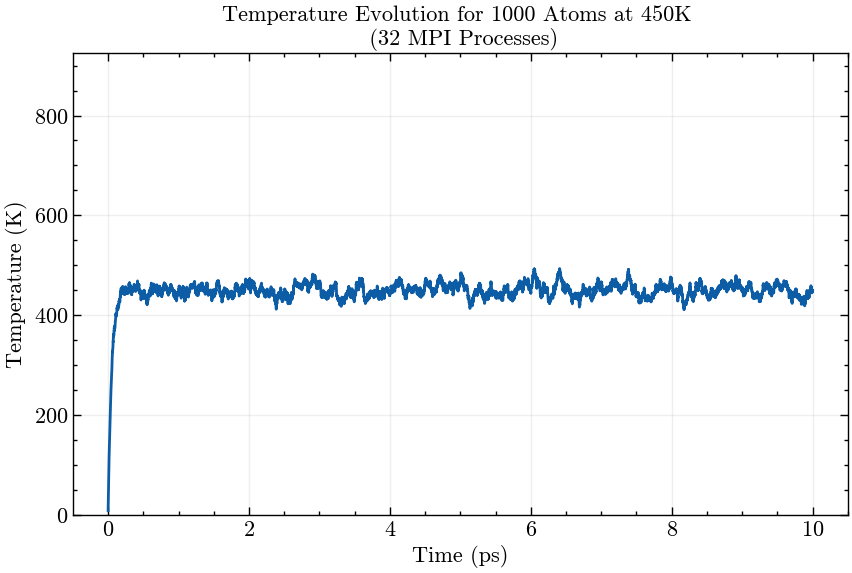 Temperature Evolution for 1000 Atoms at 450K
(32 MPI Processes)
Temperature (K)
800
600
400
200
0
0 2 4 6 8 10
Time (ps)